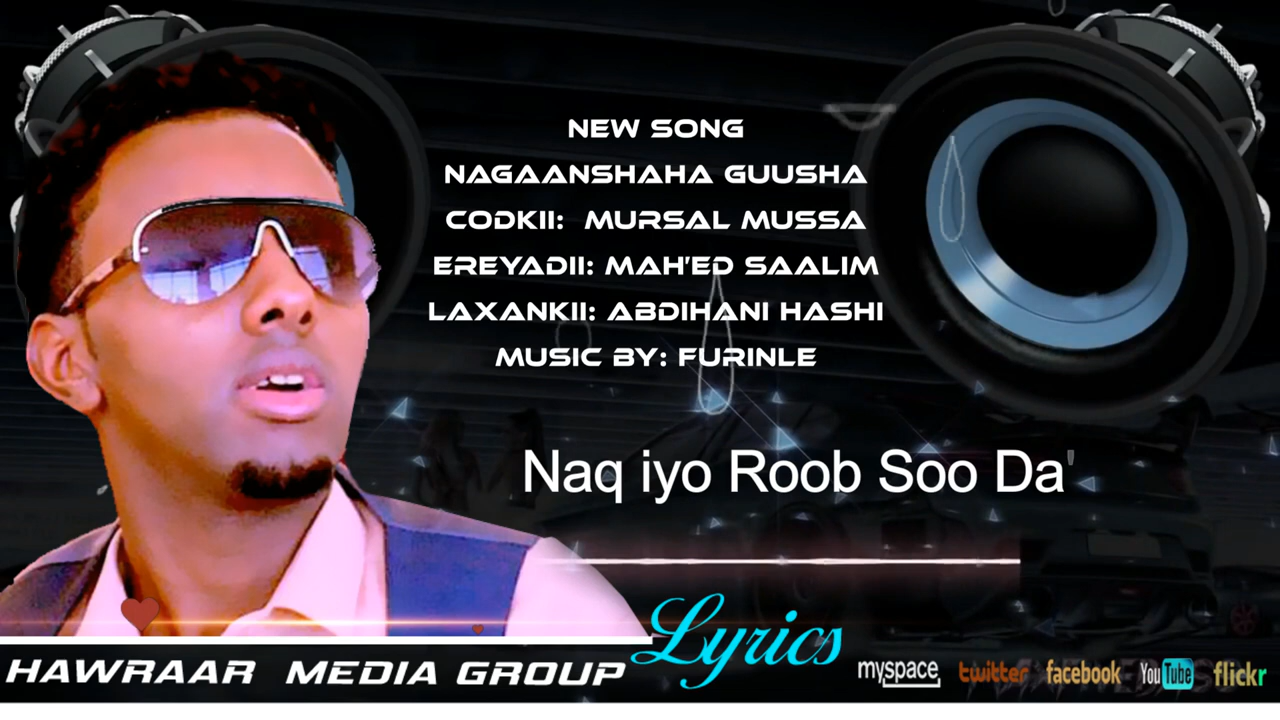 NEW SONG
NAGAANSHAHA GUUSHA
CODKII: MURSAL MUSSA
EREYADII: MAH'ED SAALIM
LAXANKII: ABDIHANI HASHI
MUSIC BY: FURINLE
Naq iyo Roob Soo Da'
Lyrics
HAWRAAR MEDIA GROUP
myspace twitter facebook YouTube flickr